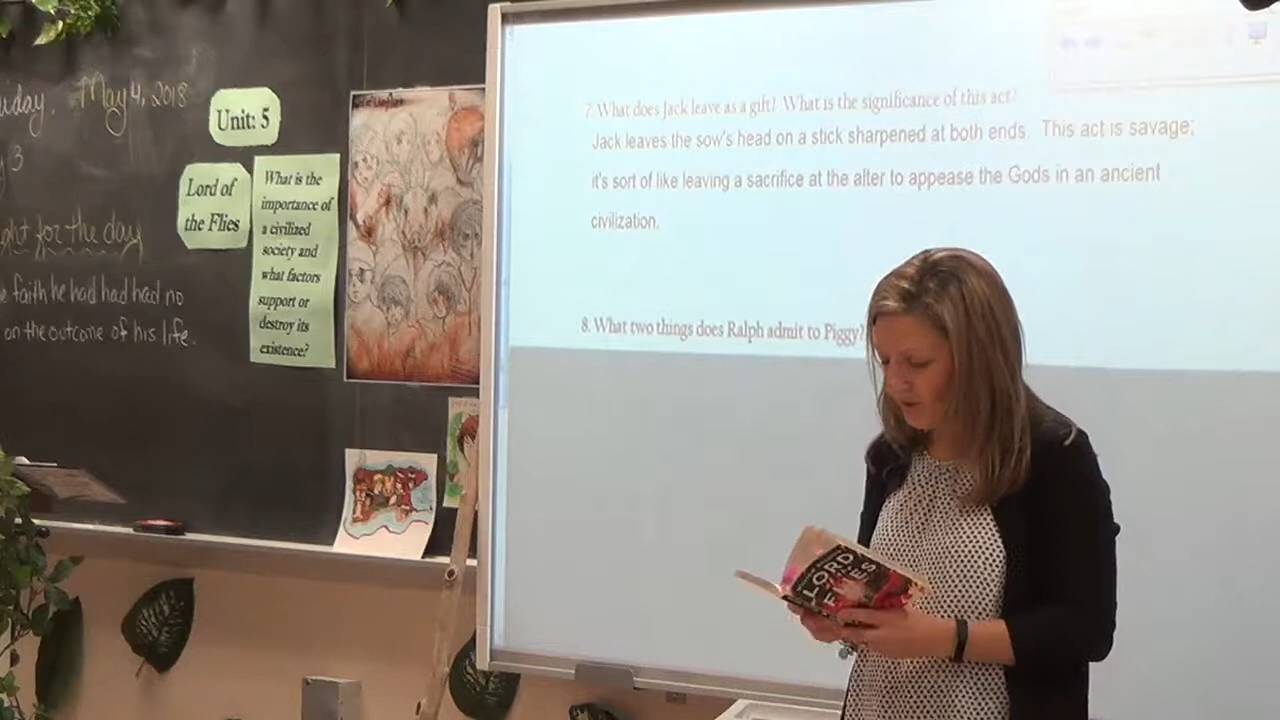 uday, May 4, 2018
y 3
ght for the day
e faith he had had had no
on the outcome of his life.
Unit: 5
Lord of
the Flies
What is the
importance of
a civilized
society and
what factors
support or
destroy its
existence?
7. What does Jack leave as a gift? What is the significance of this act?
Jack leaves the sow's head on a stick sharpened at both ends. This act is savage;
it's sort of like leaving a sacrifice at the alter to appease the Gods in an ancient
civilization.
8. What two things does Ralph admit to Piggy?
LORD
FLIES